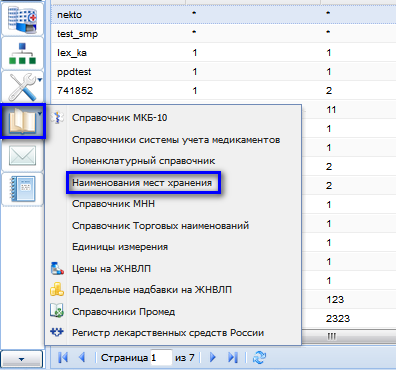 nekto * *
test_smp * *
lex_ka 1 1
ppdtest 1 1
741852 1 2
11
Справочник МКБ-10 1
Справочники системы учета медикаментов 2
Номенклатурный справочник 1
Наименования мест хранения 2
2
Справочник МНН 1
Справочник Торговых наименований 1
Единицы измерения 1
Цены на ЖНВЛП 1
Предельные надбавки на ЖНВЛП 123
Справочники Промед 2323
Регистр лекарственных средств России
Страница 1 из 7